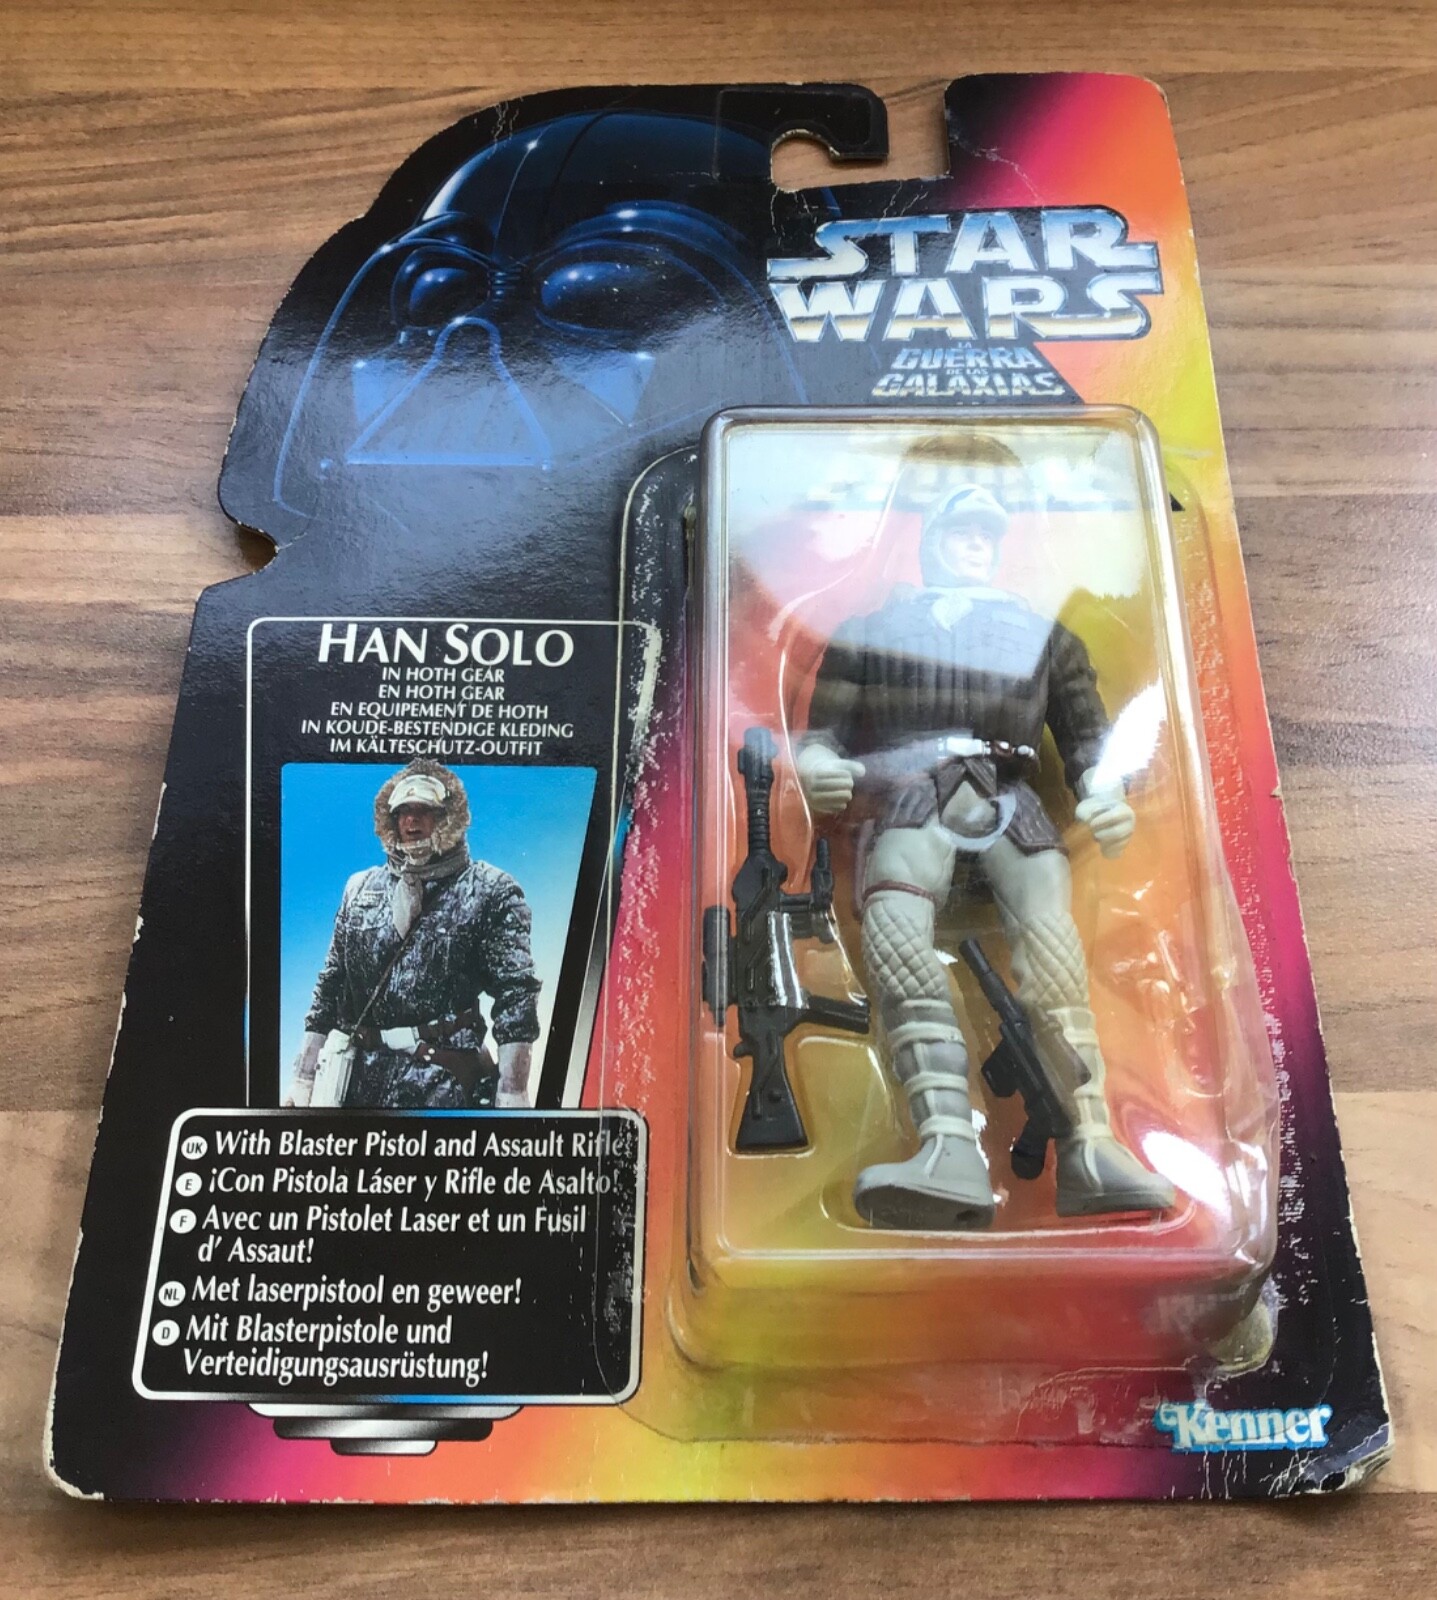 STAR
WARS
LA
GUERRA
DE LAS
GALAXIAS
HAN SOLO
IN HOTH GEAR
EN HOTH GEAR
EN EQUIPEMENT DE HOTH
IN KOUDE-BESTENDIGE KLEDING
IM KÄLTESCHUTZ-OUTFIT
UK With Blaster Pistol and Assault Rifle
E ¡Con Pistola Láser y Rifle de Asalto!
F Avec un Pistolet Laser et un Fusil
d' Assaut!
NL Met laserpistool en geweer!
D Mit Blasterpistole und
Verteidigungsausrüstung!
Kenner